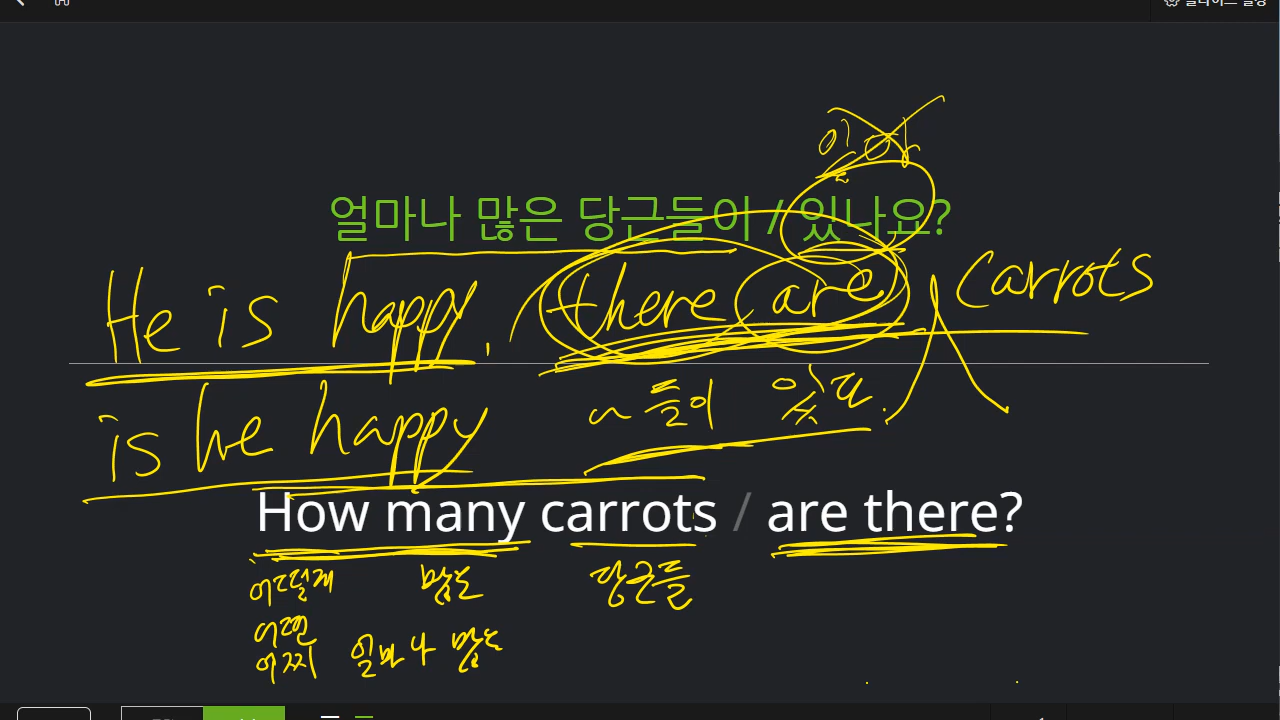 얼마나 많은 당근들이 / 있나요?
He is happy, there are carrots
is he happy ~들이 있다.
How many carrots / are there?
어떻게 많은 당근들
어떤
어찌 얼마나 많은